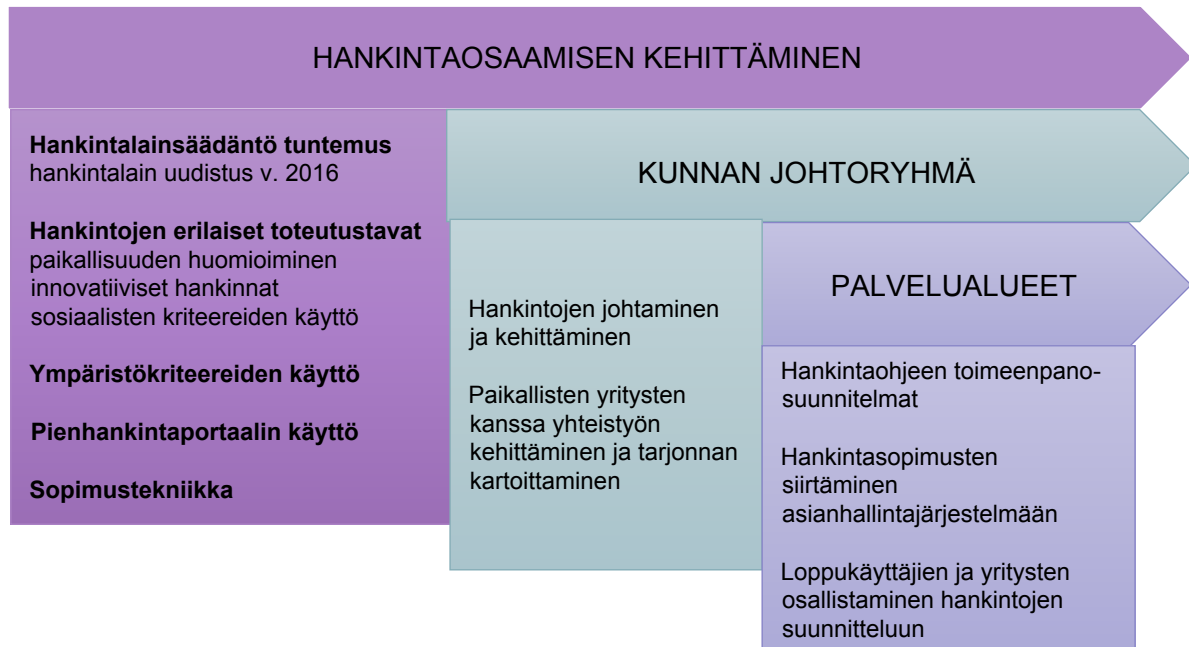 HANKINTAOSAAMISEN KEHITTÄMINEN
Hankintalainsäädäntö tuntemus
hankintalain uudistus v. 2016
Hankintojen erilaiset toteutustavat
paikallisuuden huomioiminen
innovatiiviset hankinnat
sosiaalisten kriteereiden käyttö
Ympäristökriteereiden käyttö
Pienhankintaportaalin käyttö
Sopimustekniikka
KUNNAN JOHTORYHMÄ
Hankintojen johtaminen
ja kehittäminen
Paikallisten yritysten
kanssa yhteistyön
kehittäminen ja tarjonnan
kartoittaminen
PALVELUALUEET
Hankintaohjeen toimeenpano-
suunnitelmat
Hankintasopimusten
siirtäminen
asianhallintajärjestelmään
Loppukäyttäjien ja yritysten
osallistaminen hankintojen
suunnitteluun